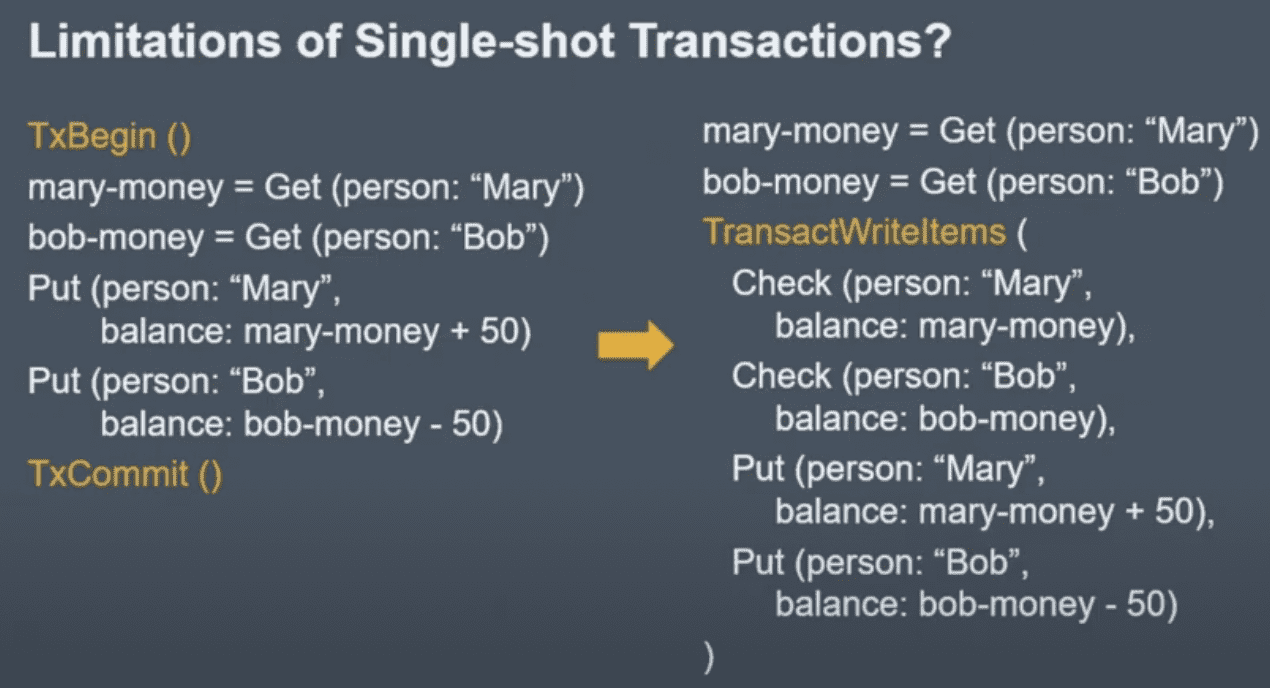 Limitations of Single-shot Transactions?
TxBegin ()
mary-money = Get (person: “Mary”)
bob-money = Get (person: “Bob”)
Put (person: “Mary”,
balance: mary-money + 50)
Put (person: “Bob”,
balance: bob-money - 50)
TxCommit ()
mary-money = Get (person: “Mary”)
bob-money = Get (person: “Bob”)
TransactWriteItems (
Check (person: “Mary”,
balance: mary-money),
Check (person: “Bob”,
balance: bob-money),
Put (person: “Mary”,
balance: mary-money + 50),
Put (person: “Bob”,
balance: bob-money - 50)
)